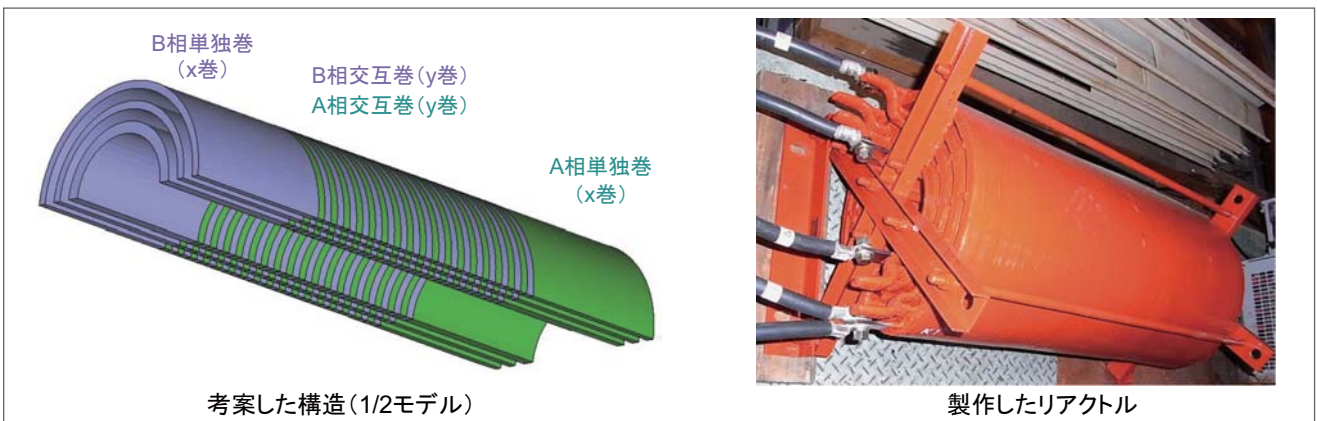 B相単独巻
(x巻)
B相交互巻(y巻)
A相交互巻(y巻)
A相単独巻
(x巻)
考案した構造(1/2モデル)
製作したリアクトル